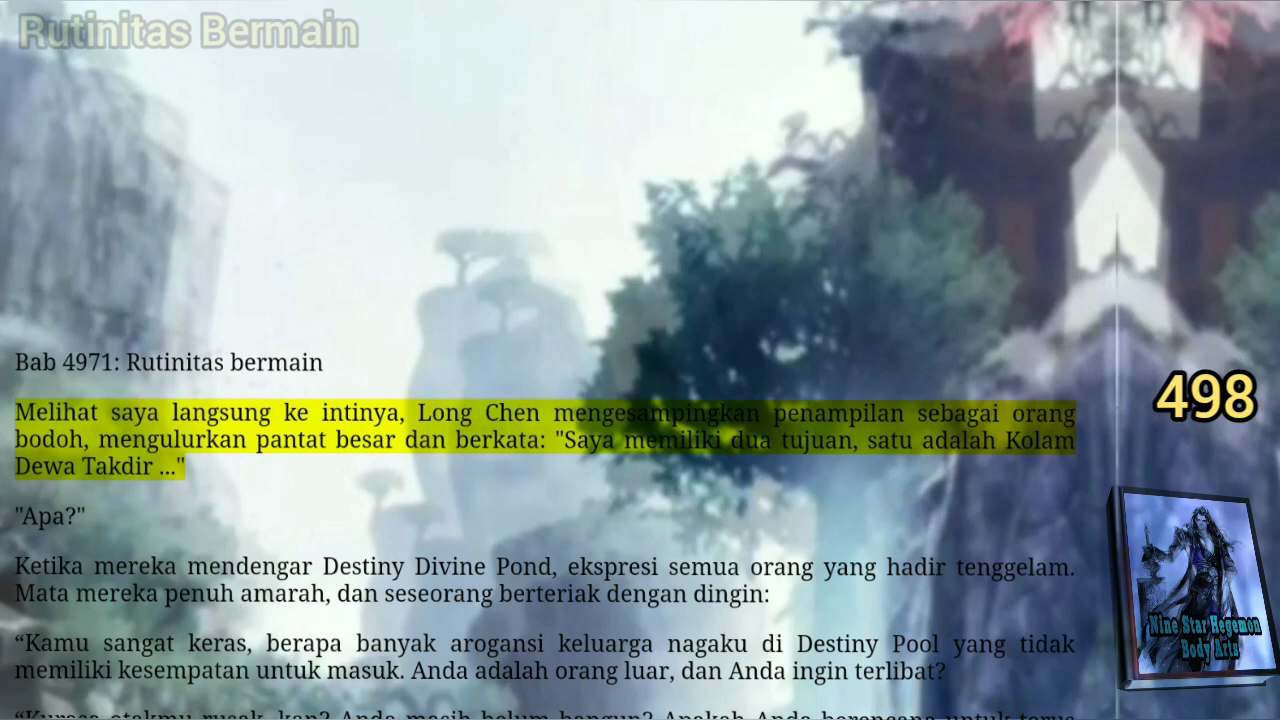 Rutinitas Bermain
Bab 4971: Rutinitas bermain
Melihat saya langsung ke intinya, Long Chen mengesampingkan penampilan sebagai orang
bodoh, mengulurkan pantat besar dan berkata: "Saya memiliki dua tujuan, satu adalah Kolam
Dewa Takdir ..."
"Apa?"
Ketika mereka mendengar Destiny Divine Pond, ekspresi semua orang yang hadir tenggelam.
Mata mereka penuh amarah, dan seseorang berteriak dengan dingin:
“Kamu sangat keras, berapa banyak arogansi keluarga nagaku di Destiny Pool yang tidak
memiliki kesempatan untuk masuk. Anda adalah orang luar, dan Anda ingin terlibat?
498
Nine Star Hegemon
Body Arts